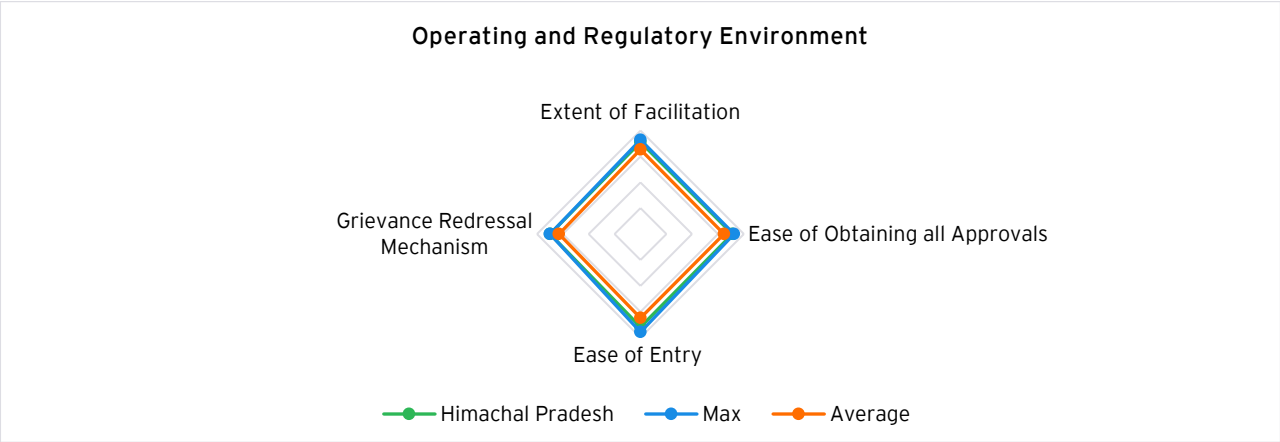 Operating and Regulatory Environment
Extent of Facilitation
Grievance Redressal
Mechanism
Ease of Obtaining all Approvals
Ease of Entry
Himachal Pradesh
Max
Average